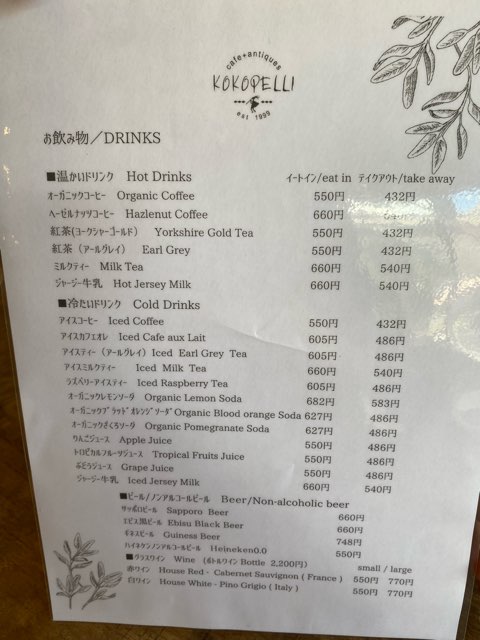 cafe+antiques
KOKOPELLI
est 1999
お飲み物／DRINKS
■温かいドリンク Hot Drinks イートイン/eat in テイクアウト/take away
オーガニックコーヒー Organic Coffee 550円 432円
ヘーゼルナッツコーヒー Hazlenut Coffee 660円 540円
紅茶(ヨークシャーゴールド) Yorkshire Gold Tea 550円 432円
紅茶（アールグレイ） Earl Grey 550円 432円
ミルクティー Milk Tea 660円 540円
ジャージー牛乳 Hot Jersey Milk 660円 540円
■冷たいドリンク Cold Drinks
アイスコーヒー Iced Coffee 550円 432円
アイスカフェオレ Iced Cafe aux Lait 605円 486円
アイスティー（アールグレイ）Iced Earl Grey Tea 605円 486円
アイスミルクティー Iced Milk Tea 660円 540円
ラズベリーアイスティー Iced Raspberry Tea 605円 486円
オーガニックレモンソーダ Organic Lemon Soda 682円 583円
オーガニックブラッドオレンジソーダ Organic Blood orange Soda 627円 486円
オーガニックざくろソーダ Organic Pomegranate Soda 627円 486円
りんごジュース Apple Juice 550円 486円
トロピカルフルーツジュース Tropical Fruits Juice 550円 486円
ぶどうジュース Grape Juice 550円 486円
ジャージー牛乳 Iced Jersey Milk 660円 540円
■ビール/ノンアルコールビール Beer/Non-alcoholic beer
サッポロビール Sapporo Beer 660円
エビス黒ビール Ebisu Black Beer 660円
ギネスビール Guiness Beer 748円
ハイネケンノンアルコールビール Heineken0.0 550円
■グラスワイン Wine （ボトルワイン Bottle 2,200円） small / large
赤ワイン House Red - Cabernet Sauvignon ( France ) 550円 770円
白ワイン House White - Pino Grigio ( Italy ) 550円 770円